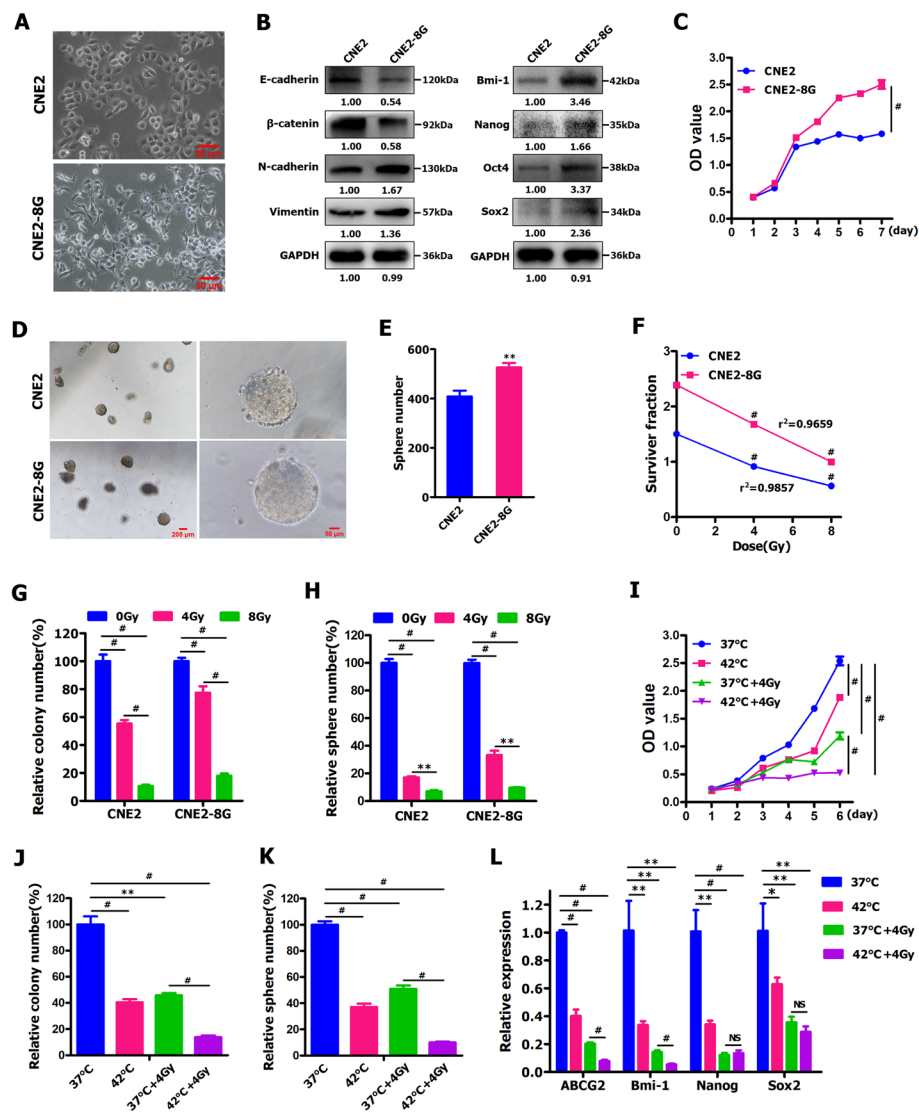 A
CNE2
50 μm
CNE2-8G
50 μm
B
CNE2 CNE2-8G
E-cadherin 120kDa
1.00 0.54
β-catenin 92kDa
1.00 0.58
N-cadherin 130kDa
1.00 1.67
Vimentin 57kDa
1.00 1.36
GAPDH 36kDa
1.00 0.99
CNE2 CNE2-8G
Bmi-1 42kDa
1.00 3.46
Nanog 35kDa
1.00 1.66
Oct4 38kDa
1.00 3.37
Sox2 34kDa
1.00 2.36
GAPDH 36kDa
1.00 0.91
C
CNE2
CNE2-8G
OD value
3.0
2.5
2.0
1.5
1.0
0.5
0.0
#
1 2 3 4 5 6 7 (day)
D
CNE2
CNE2-8G
200 μm
50 μm
E
Sphere number
600
400
200
0
**
CNE2 CNE2-8G
F
CNE2
CNE2-8G
Surviver fraction
3
2
1
0
# #
r²=0.9659
# #
r²=0.9857
0 2 4 6 8
Dose(Gy)
G
0Gy 4Gy 8Gy
Relative colony number(%)
120
100
80
60
40
20
0
# # #
# # #
CNE2 CNE2-8G
H
0Gy 4Gy 8Gy
Relative sphere number(%)
120
100
80
60
40
20
0
# # **
# # **
CNE2 CNE2-8G
I
37°C
42°C
37°C+4Gy
42°C+4Gy
OD value
3.0
2.5
2.0
1.5
1.0
0.5
0.0
# # # #
1 2 3 4 5 6 (day)
J
Relative colony number(%)
120
100
80
60
40
20
0
#
**
#
#
37°C 42°C 37°C+4Gy 42°C+4Gy
K
Relative sphere number(%)
120
100
80
60
40
20
0
#
#
#
#
37°C 42°C 37°C+4Gy 42°C+4Gy
L
37°C
42°C
37°C+4Gy
42°C+4Gy
Relative expression
1.2
1.0
0.8
0.6
0.4
0.2
0.0
# # # #
** ** ** #
# # ** NS
** ** * NS
ABCG2 Bmi-1 Nanog Sox2